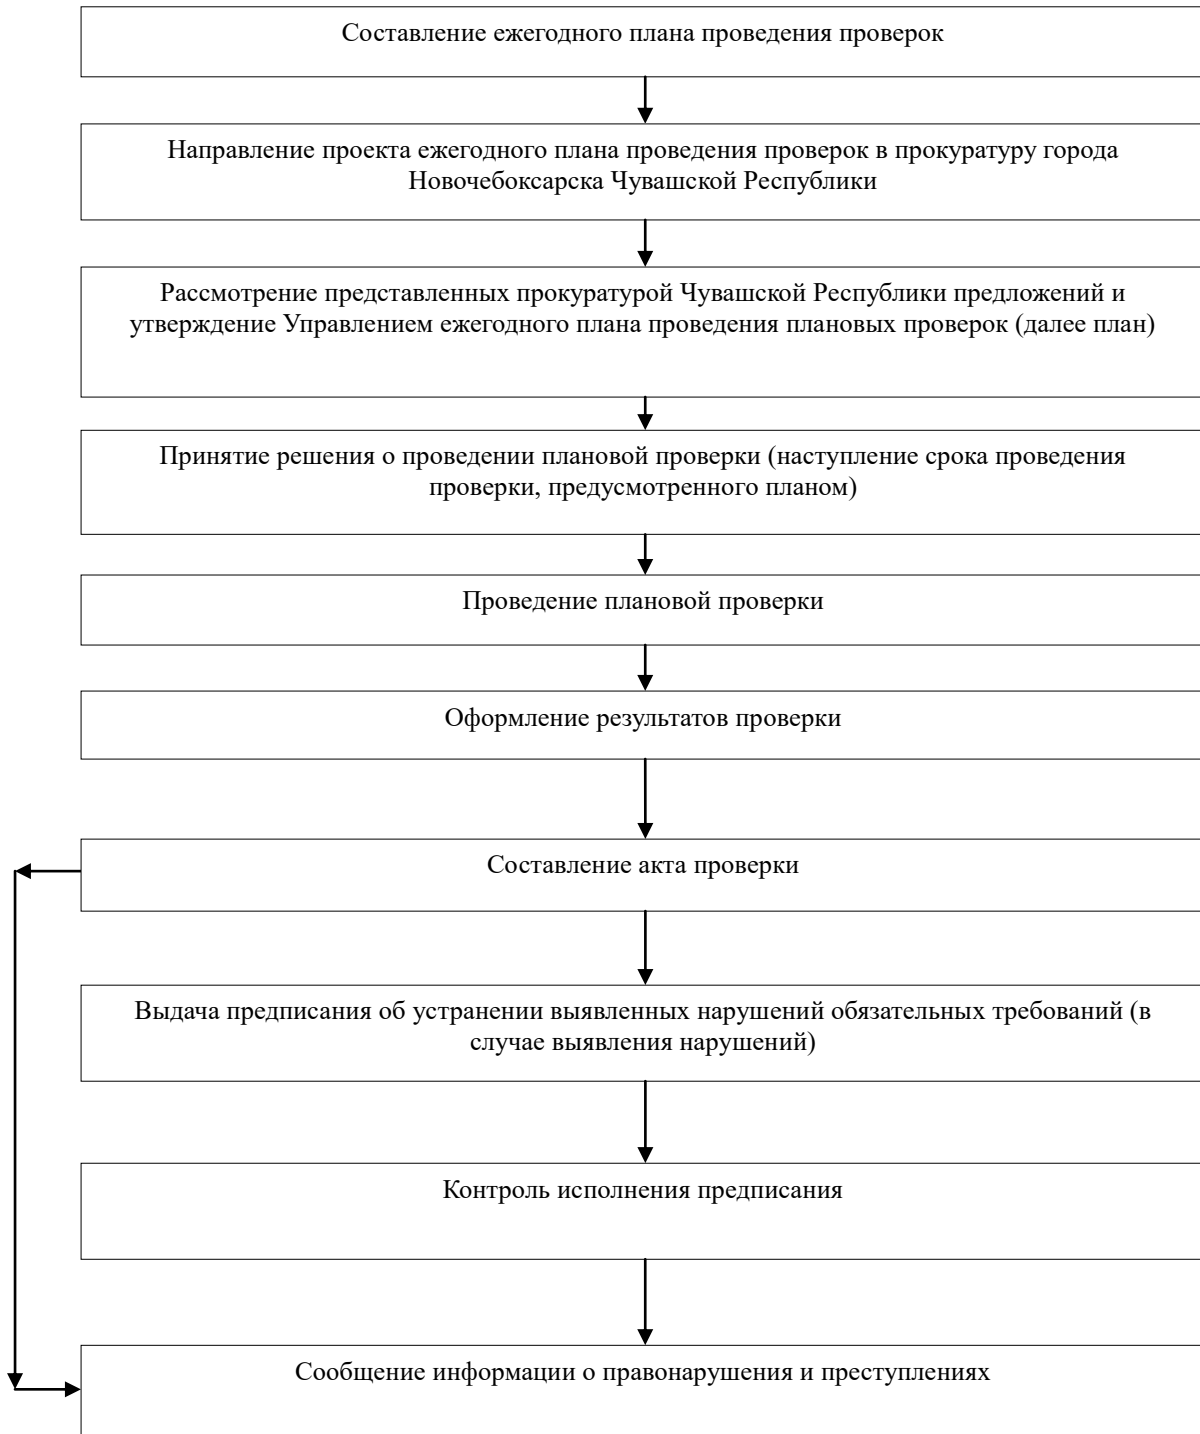 Составление ежегодного плана проведения проверок
Направление проекта ежегодного плана проведения проверок в прокуратуру города
Новочебоксарска Чувашской Республики
Рассмотрение представленных прокуратурой Чувашской Республики предложений и
утверждение Управлением ежегодного плана проведения плановых проверок (далее план)
Принятие решения о проведении плановой проверки (наступление срока проведения
проверки, предусмотренного планом)
Проведение плановой проверки
Оформление результатов проверки
Составление акта проверки
Выдача предписания об устранении выявленных нарушений обязательных требований (в
случае выявления нарушений)
Контроль исполнения предписания
Сообщение информации о правонарушения и преступлениях